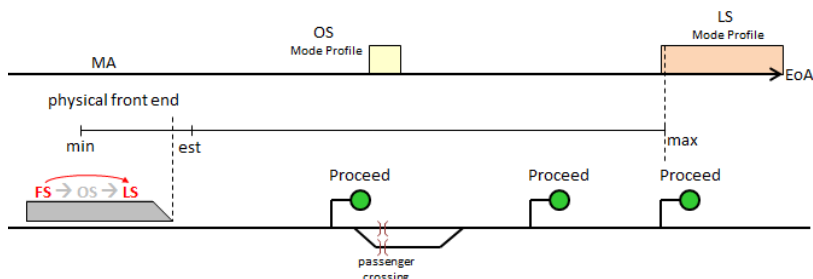 OS
Mode Profile
LS
Mode Profile
MA
EoA
physical front end
min
est
max
FS → OS → LS
Proceed
Proceed
Proceed
passenger
crossing